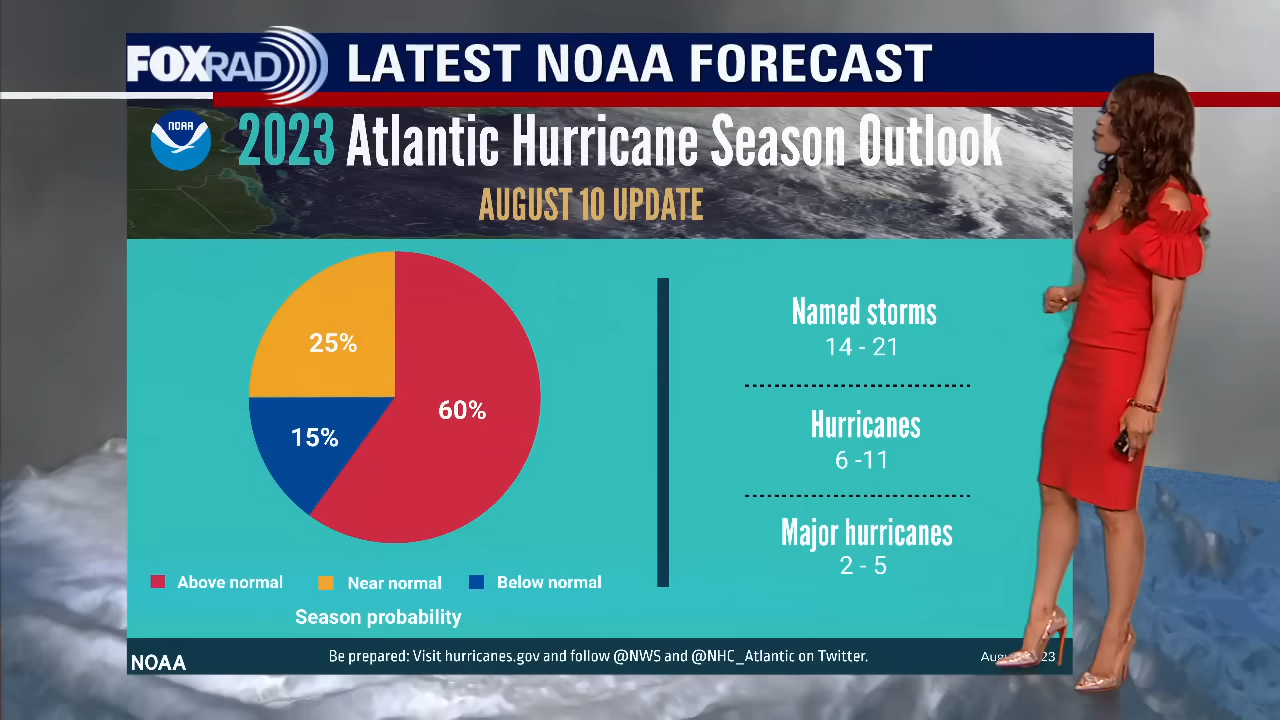 FOXRAD LATEST NOAA FORECAST
NOAA
2023 Atlantic Hurricane Season Outlook
AUGUST 10 UPDATE
25%
60%
15%
Above normal Near normal Below normal
Season probability
Named storms
14 - 21
Hurricanes
6 -11
Major hurricanes
2 - 5
NOAA
Be prepared: Visit hurricanes.gov and follow @NWS and @NHC_Atlantic on Twitter.
23